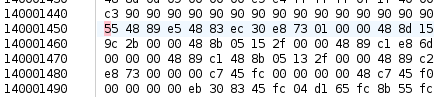 140001440 c3 90 90 90 90 90 90 90 90 90 90 90 90 90 90 90
140001450 55 48 89 e5 48 83 ec 30 e8 73 01 00 00 48 8d 15
140001460 9c 2b 00 00 48 8b 05 15 2f 00 00 48 89 c1 e8 6d
140001470 00 00 00 48 89 c1 48 8b 05 13 2f 00 00 48 89 c2
140001480 e8 73 00 00 00 c7 45 fc 00 00 00 00 48 c7 45 f0
140001490 00 00 00 00 eb 30 83 45 fc 04 d1 65 fc 8b 55 fc